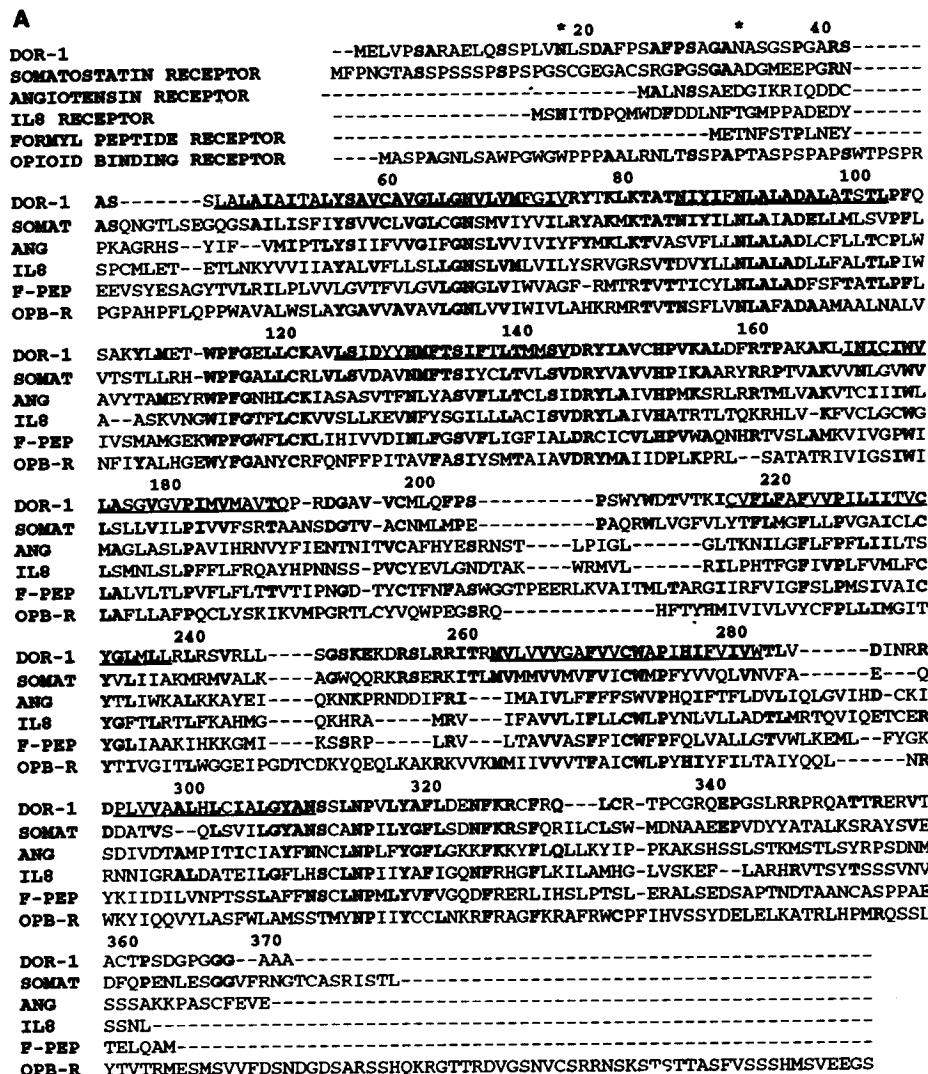 A
* 20 * 40
DOR-1 --MELVPSARAELQSSPLVNLSDAFPSAFPSAGANASGSPGARS------
SOMATOSTATIN RECEPTOR MFPNGTASSPSSSPSPSPGSCGEGACSRGPGSGAADGMEEPGRN------
ANGIOTENSIN RECEPTOR --------------------------MALNSSAEDGIKRIQDDC------
IL8 RECEPTOR ----------------MSNITDPQMWDFDDLNFTGMPPADEDY------
FORMYL PEPTIDE RECEPTOR -------------------------------METNFSTPLNEY------
OPIOID BINDING RECEPTOR ----MASPAGNLSAWPGWGWPPPAALRNLTSSPAPTASPSPAPSWTPSPR
60 80 100
DOR-1 AS-------SLALAIAITALYSAVCAVGLLGNVLVMFGIVRYTKLKTATNIYIFNLALADALATSTLPFQ
SOMAT ASQNGTLSEGQGSAILISFIYSVVCLVGLCGNSMVIYVILRYAKMKTATNIYILNLAIADELLMLSVPFL
ANG PKAGRHS--YIF--VMIPTLYSIIFVVGIFGNSLVVIVIYFYMKLKTVASVFLLNLALADLCFLLTCPLW
IL8 SPCMLET--ETLNKYVVIIAYALVFLLSLLGNSLVMLVILYSRVGRSVTDVYLLNLALADLLFALTLPIW
F-PEP EEVSYESAGYTVLRILPLVVLGVTFVLGVLGNGLVIWVAGF-RMTRTVTTICYLNLALADFSFTATLPFL
OPB-R PGPAHPFLQPPWAVALWSLAYGAVVAVAVLGNLVVIWIVLAHKRMRTVTNSFLVNLAFADAAMAALNALV
120 140 160
DOR-1 SAKYLMET-WPFGELLCKAVLSIDYYNMFTSIFTLTMMSVDRYIAVCHPVKALDFRTPAKAKLINICIWV
SOMAT VTSTLLRH-WPFGALLCRLVLSVDAVNMFTSIYCLTVLSVDRYVAVVHPIKAARYRRPTVAKVVNLGVWV
ANG AVYTAMEYRWPFGNHLCKIASASVTFNLYASVFLLTCLSIDRYLAIVHPMKSRLRRTMLVAKVTCIIIWL
IL8 A--ASKVNGWIFGTFLCKVVSLLKEVNFYSGILLLACISVDRYLAIVHATRTLTQKRHLV-KFVCLGCWG
F-PEP IVSMAMGEKWPFGWFLCKLIHIVVDINLFGSVFLIGFIALDRCICVLHPVWAQNHRTVSLAMKVIVGPWI
OPB-R NFIYALHGEWYFGANYCRFQNFFPITAVFASIYSMTAIAVDRYMAIIDPLKPRL--SATATRIVIGSIWI
180 200 220
DOR-1 LASGVGVPIMVMAVTQP-RDGAV-VCMLQFPS---------PSWYWDTVTKICVFLFAFVVPILIITVC
SOMAT LSLLVILPIVVFSRTAANSDGTV-ACNMLMPE---------PAQRWLVGFVLYTFLMGFLLPVGAICLC
ANG MAGLASLPAVIHRNVYFIENTNITVCAFHYESRNST----LPIGL------GLTKNILGFLFPFLIILTS
IL8 LSMNLSLPFFLFRQAYHPNNSS-PVCYEVLGNDTAK----WRMVL------RILPHTFGFIVPLFVMLFC
F-PEP LALVLTLPVFLFLTTVTIPNGD-TYCTFNFASWGGTPEERLKVAITMLTARGIIRFVIGFSLPMSIVAIC
OPB-R LAFLLAFPQCLYSKIKVMPGRTLCYVQWPEGSRQ------------HFTYHMIVIVLVYCFPLLIMGIT
240 260 280
DOR-1 YGLMLLRLRSVRLL-----SGSKEKDRSLRRITRMVLVVVGAFVVCWAPIHIFVIVWTLV------DINRR
SOMAT YVLIIAKMRMVALK-----AGWQQRKRSERKITLMVMMVVMVFVICWMPFYVVQLVNVFA------E---Q
ANG YTLIWKALKKAYEI----QKNKPRNDDIFRI---IMAIVLFFFFSWVPHQIFTFLDVLIQLGVIHD-CKI
IL8 YGFTLRTLFKAHMG----QKHRA-----MRV---IFAVVLIFLLCWLPYNLVLLADTLMRTQVIQETCER
F-PEP YGLIAAKIHKKGMI----KSSRP-----LRV---LTAVVASFFICWFPFQLVALLGTVWLKEML--FYGK
OPB-R YTIVGITLWGGEIPGDTCDKYQEQLKAKRKVVKMMIIVVVTFAICWLPYHIYFILTAIYQQL-----NR
300 320 340
DOR-1 DPLVVAALHLCIALGYANSSLNPVLYAFLDENFKRCFRQ---LCR-TPCGRQEPGSLRRPRQATTRERVT
SOMAT DDATVS--QLSVILGYANSCANPILYGFLSDNFKRSFQRILCLSW-MDNAAEEPVDYYATALKSRAYSVE
ANG SDIVDTAMPITICIAYFNNCLNPLFYGFLGKKFKKYFLQLLKYIP-PKAKSHSSLSTKMSTLSYRPSDNM
IL8 RNNIGRALDATEILGFLHSCLNPIIYAFIGQNFRHGFLKILAMHG-LVSKEF--LARHRVTSYTSSSVNV
F-PEP YKIIDILVNPTSSLAFFNSCLNPMLYVFVGQDFRERLIHSLPTSL-ERALSEDSAPTNDTAANCASPPAE
OPB-R WKYIQQVYLASFWLAMSSTMYNPIIYCCLNKRFRAGFKRAFRWCPFIHVSSYDELELKATRLHPMRQSSL
360 370
DOR-1 ACTPSDGPGGG--AAA--------------------------------------------------
SOMAT DFQPENLESGGVFRNGTCASRISTL-----------------------------------------
ANG SSSAKKPASCFEVE----------------------------------------------------
IL8 SSNL--------------------------------------------------------------
F-PEP TELQAM------------------------------------------------------------
OPB-R YTVTRMESMSVVFDSNDGDSARSSHQKRGTTRDVGSNVCSRRNSKSTSTTASFVSSSHMSVEEGS